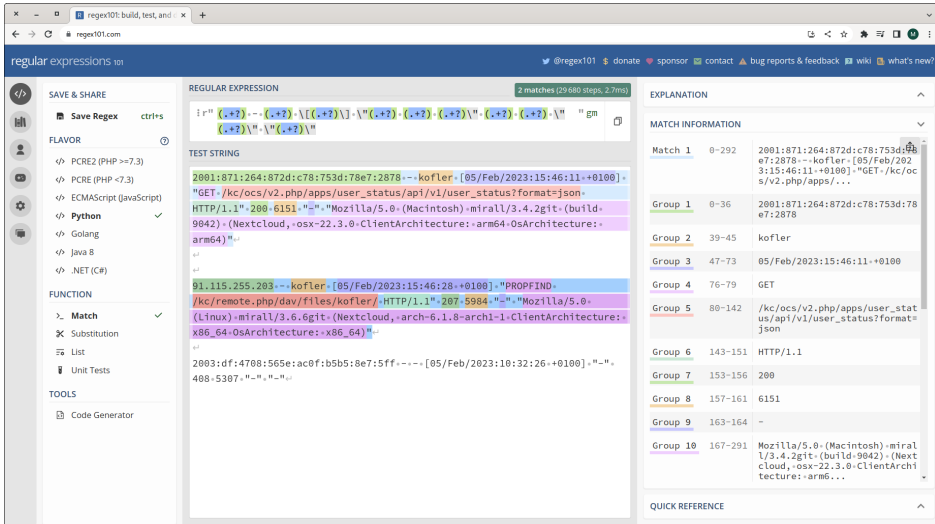 regex101: build, test, and d
regex101.com
regular expressions 101
@regex101 $ donate sponsor contact bug reports & feedback wiki what's new?
SAVE & SHARE
Save Regex ctrl+s
FLAVOR
</> PCRE2 (PHP >=7.3)
</> PCRE (PHP <7.3)
</> ECMAScript (JavaScript)
</> Python
</> Golang
</> Java 8
</> .NET (C#)
FUNCTION
>_ Match
Substitution
List
Unit Tests
TOOLS
Code Generator
REGULAR EXPRESSION
2 matches (29 680 steps, 2.7ms)
r" (.+?)·-·(.+?)·\[(.+?)\]·\"(.+?)·(.+?)·(.+?)\"·(.+?)·(.+?)·\" " gm
(.+?)\"·\"(.+?)\"
TEST STRING
2001:871:264:872d:c78:753d:78e7:2878·-·kofler·[05/Feb/2023:15:46:11·+0100]·
"GET·/kc/ocs/v2.php/apps/user_status/api/v1/user_status?format=json·
HTTP/1.1"·200·6151·"-"·"Mozilla/5.0·(Macintosh)·mirall/3.4.2git·(build·
9042)·(Nextcloud,·osx-22.3.0·ClientArchitecture:·arm64·OsArchitecture:·
arm64)"
91.115.255.203·-·kofler·[05/Feb/2023:15:46:28·+0100]·"PROPFIND·
/kc/remote.php/dav/files/kofler/·HTTP/1.1"·207·5984·"-"·"Mozilla/5.0·
(Linux)·mirall/3.6.6git·(Nextcloud,·arch-6.1.8-arch1-1·ClientArchitecture:·
x86_64·OsArchitecture:·x86_64)"
2003:df:4708:565e:ac0f:b5b5:8e7:5ff·-·-·[05/Feb/2023:10:32:26·+0100]·"-"·
408·5307·"-"·"-"
EXPLANATION
MATCH INFORMATION
Match 1 0-292 2001:871:264:872d:c78:753d:78
e7:2878·-·kofler·[05/Feb/202
3:15:46:11·+0100]·"GET·/kc/oc
s/v2.php/apps/...
Group 1 0-36 2001:871:264:872d:c78:753d:78
e7:2878
Group 2 39-45 kofler
Group 3 47-73 05/Feb/2023:15:46:11·+0100
Group 4 76-79 GET
Group 5 80-142 /kc/ocs/v2.php/apps/user_stat
us/api/v1/user_status?format=
json
Group 6 143-151 HTTP/1.1
Group 7 153-156 200
Group 8 157-161 6151
Group 9 163-164 -
Group 10 167-291 Mozilla/5.0·(Macintosh)·miral
l/3.4.2git·(build·9042)·(Next
cloud,·osx-22.3.0·ClientArchi
tecture:·arm6...
QUICK REFERENCE